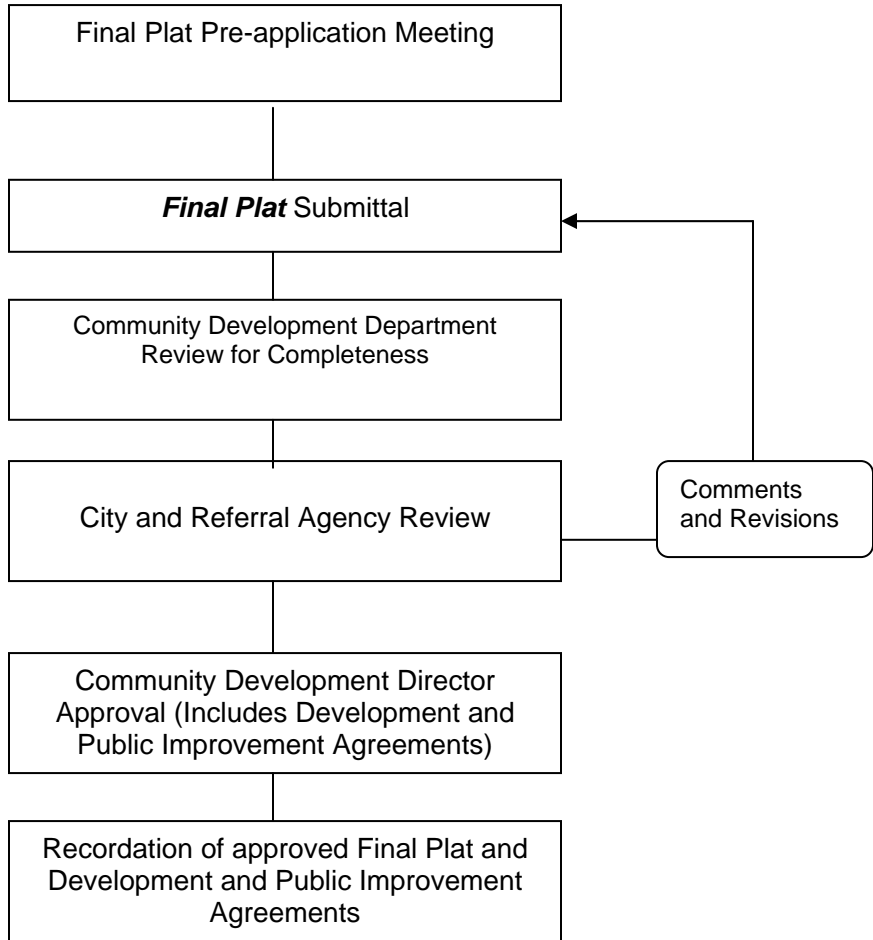 Final Plat Pre-application Meeting
Final Plat Submittal
Community Development Department
Review for Completeness
City and Referral Agency Review
Comments
and Revisions
Community Development Director
Approval (Includes Development and
Public Improvement Agreements)
Recordation of approved Final Plat and
Development and Public Improvement
Agreements